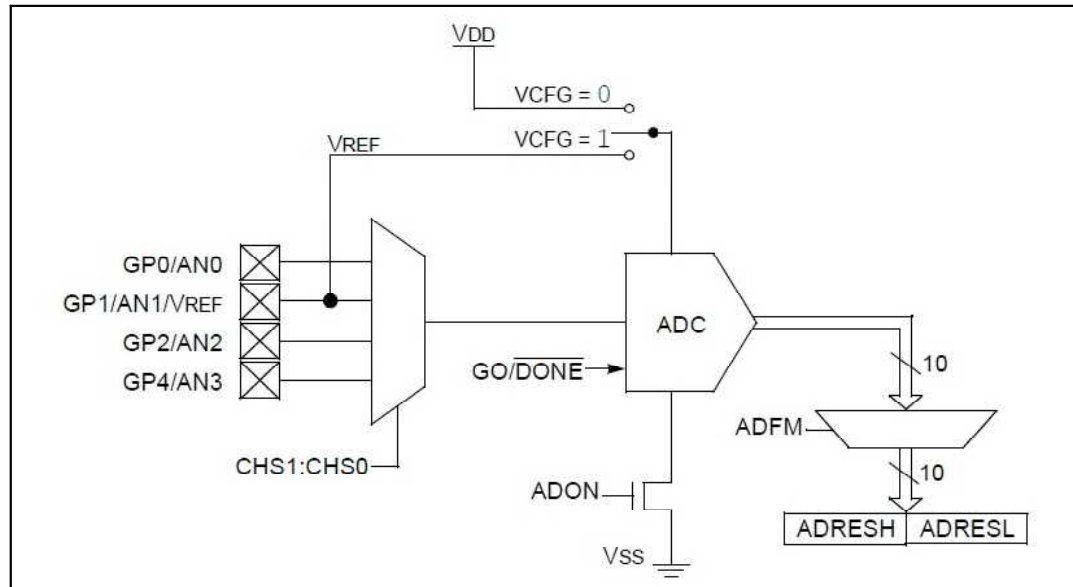 VDD
VCFG = 0
VCFG = 1
VREF
GP0/AN0
GP1/AN1/VREF
GP2/AN2
GP4/AN3
ADC
GO/DONE
10
ADFM
CHS1:CHS0
10
ADON
ADRESH ADRESL
VSS